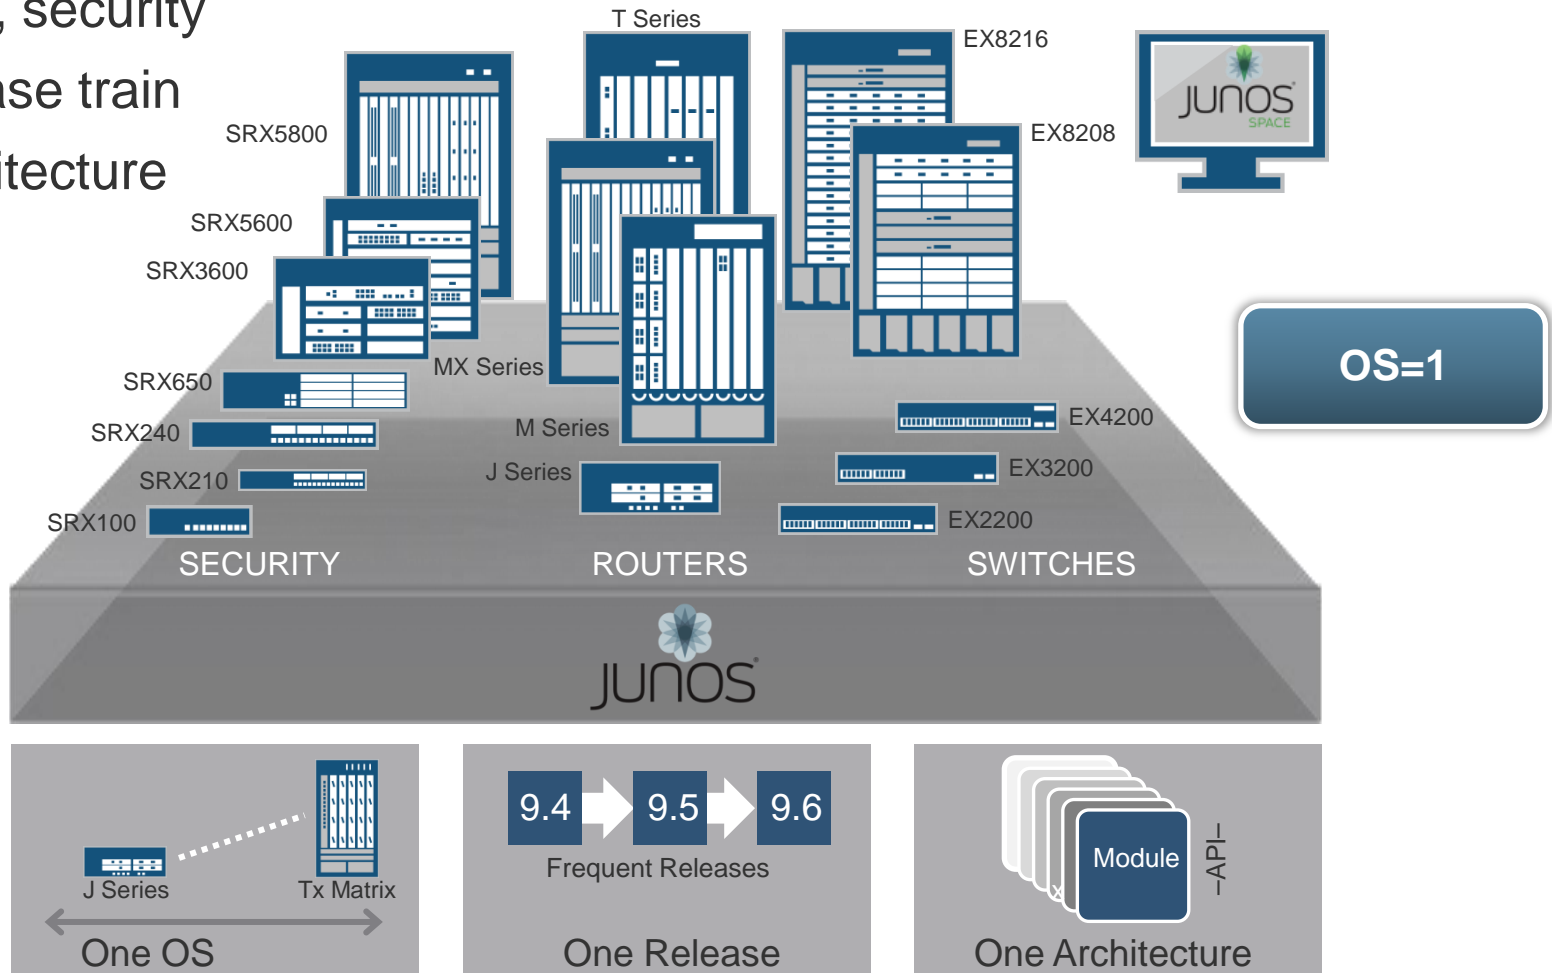 , security
ase train
itecture
T Series
EX8216
SRX5800
EX8208
JUNOS
SPACE
SRX5600
SRX3600
MX Series
SRX650
OS=1
SRX240
M Series
EX4200
SRX210
J Series
EX3200
SRX100
EX2200
SECURITY
ROUTERS
SWITCHES
JUNOS
J Series
Tx Matrix
One OS
9.4
9.5
9.6
Frequent Releases
One Release
x
Module
–API–
One Architecture